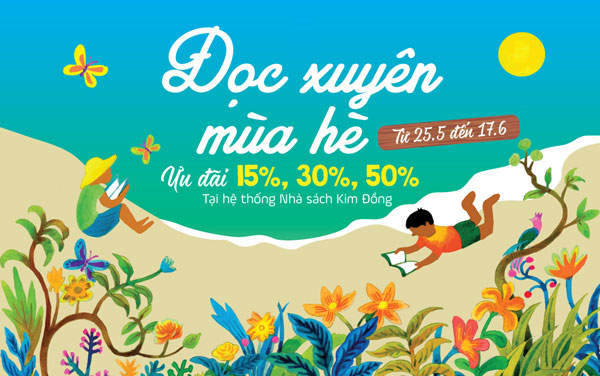 Đọc xuyên
mùa hè
Từ 25.5 đến 17.6
Ưu đãi 15%, 30%, 50%
Tại hệ thống Nhà sách Kim Đồng